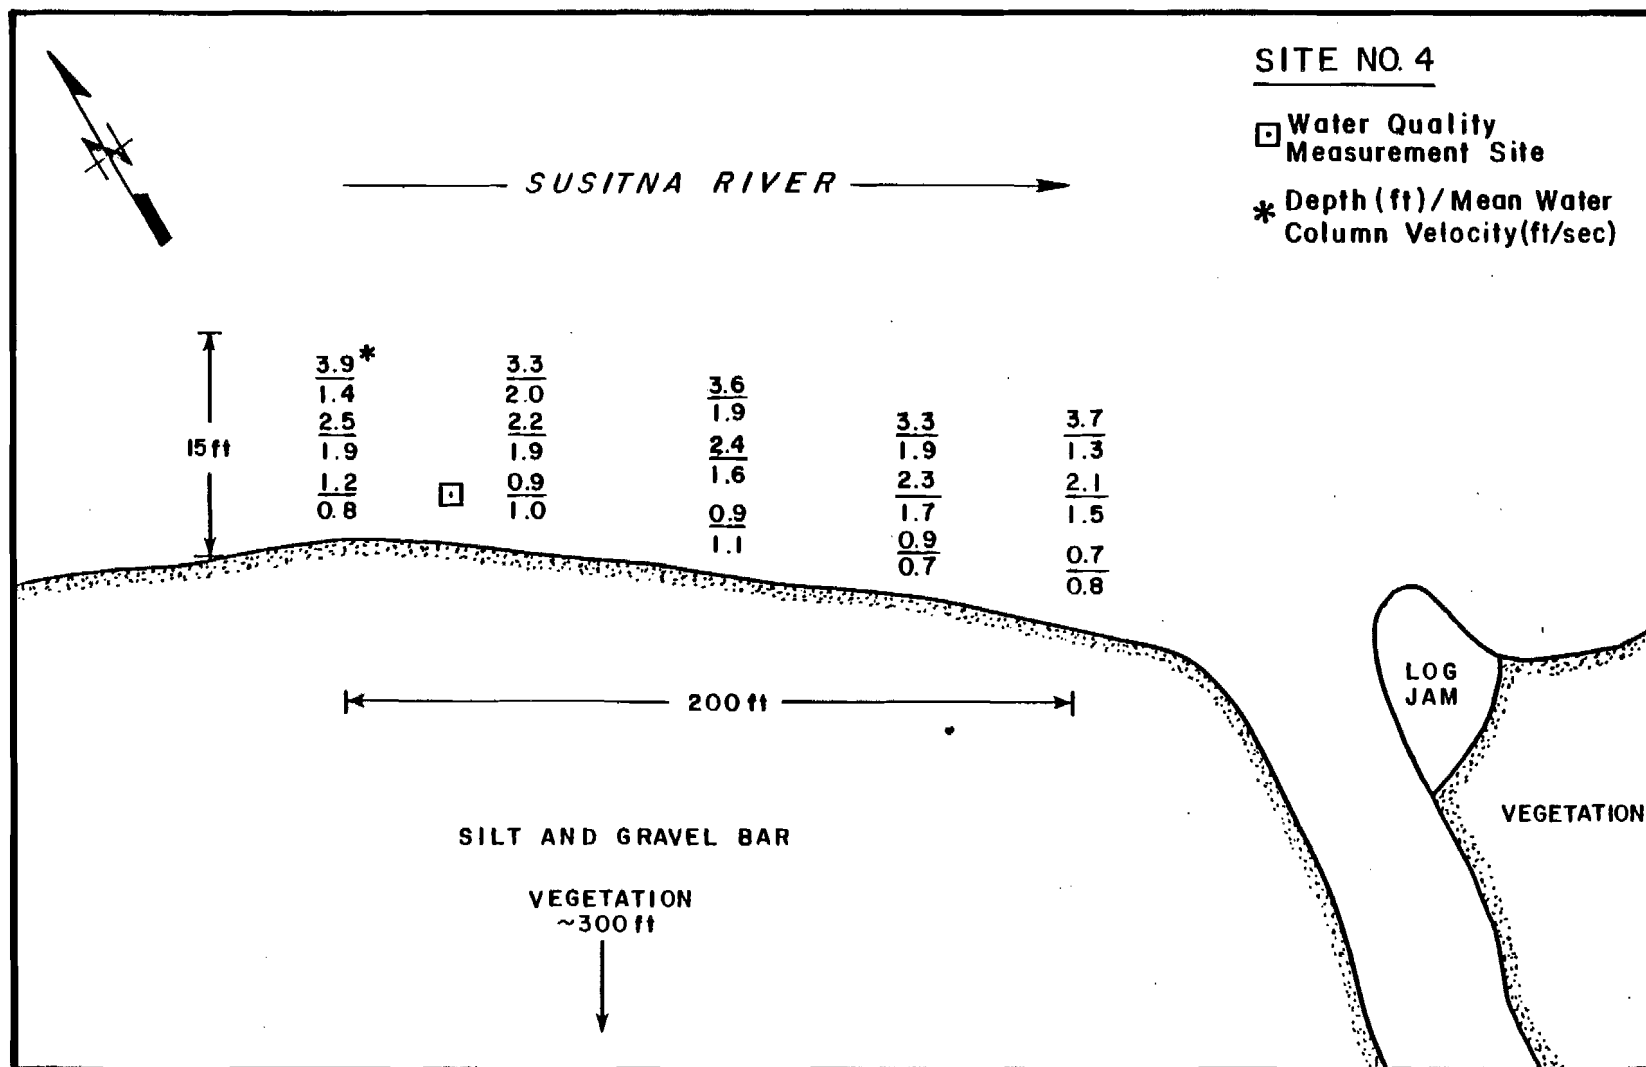 SITE NO. 4
Water Quality
Measurement Site
* Depth (ft) / Mean Water
Column Velocity (ft/sec)
SUSITNA RIVER
15 ft
3.9*
1.4
2.5
1.9
1.2
0.8
3.3
2.0
2.2
1.9
0.9
1.0
3.6
1.9
2.4
1.6
0.9
1.1
3.3
1.9
2.3
1.7
0.9
0.7
3.7
1.3
2.1
1.5
0.7
0.8
200 ft
LOG
JAM
VEGETATION
SILT AND GRAVEL BAR
VEGETATION
~300 ft